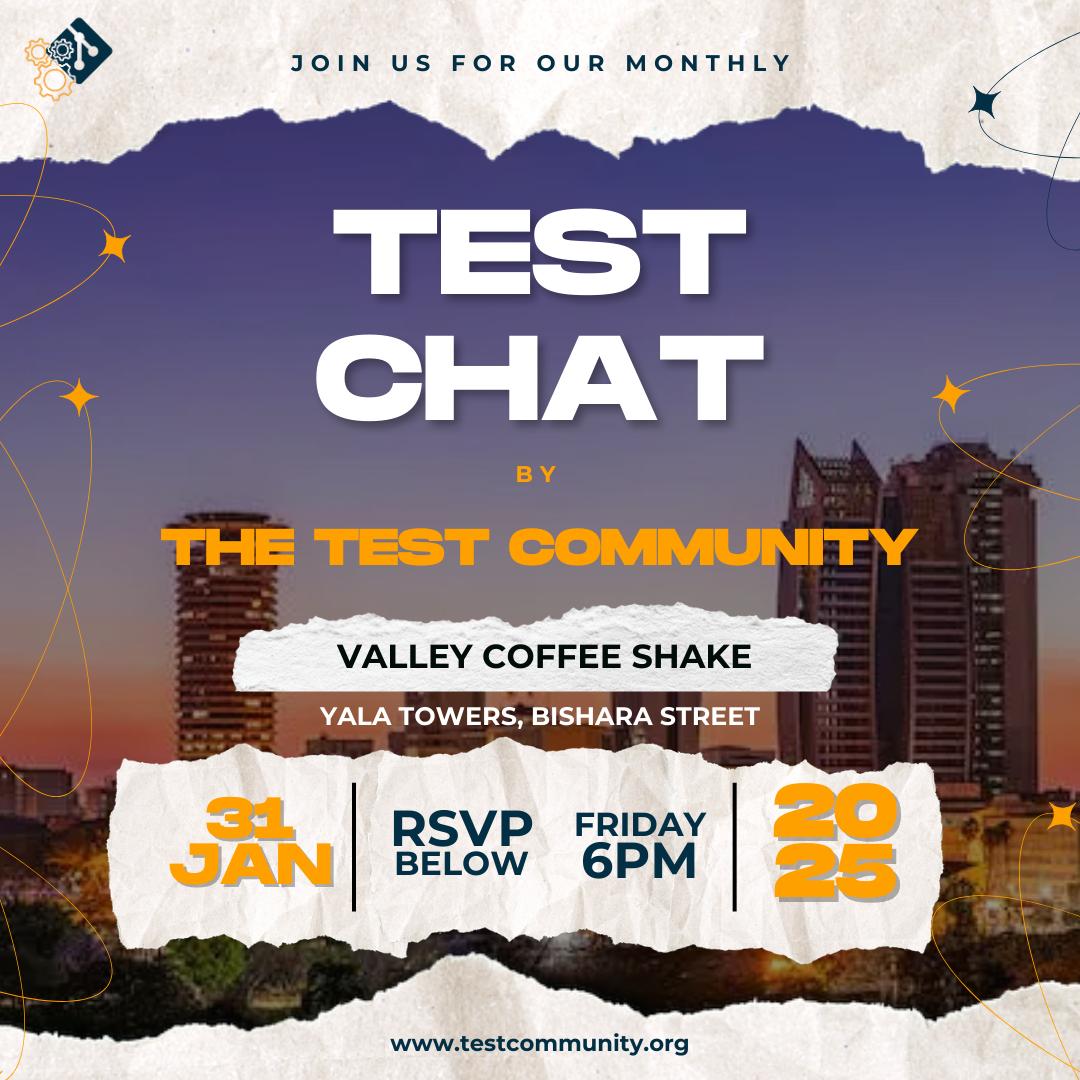 JOIN US FOR OUR MONTHLY
TEST
CHAT
BY
THE TEST COMMUNITY
VALLEY COFFEE SHAKE
YALA TOWERS, BISHARA STREET
31
JAN
RSVP
BELOW
FRIDAY
6PM
20
25
www.testcommunity.org